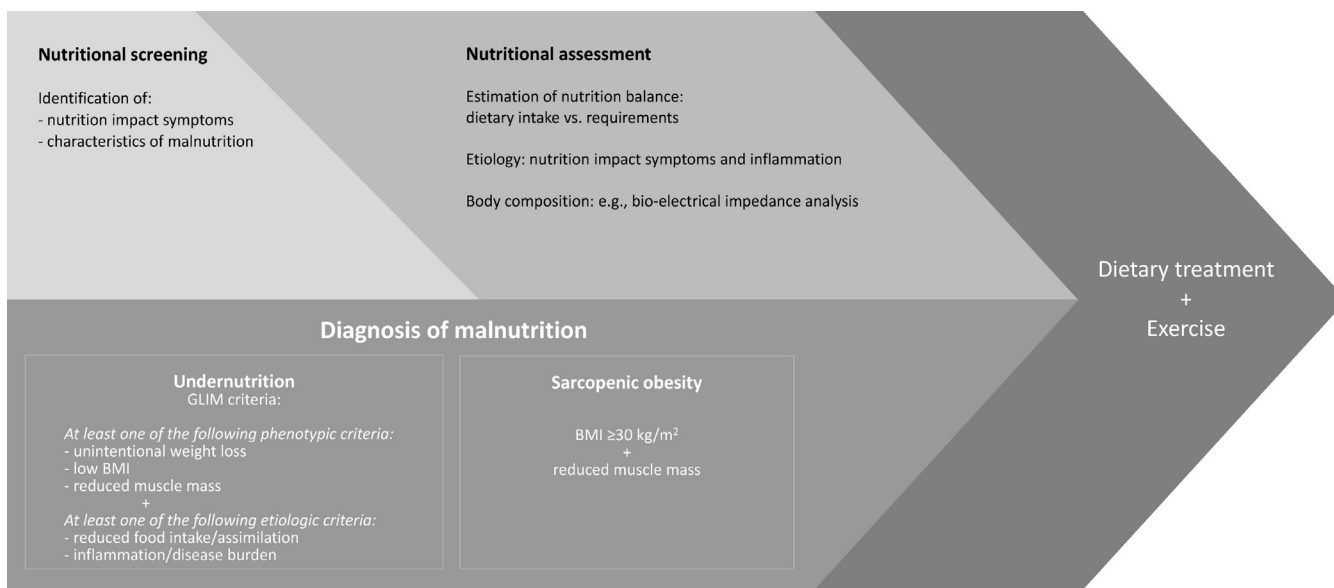 Nutritional screening
Identification of:
- nutrition impact symptoms
- characteristics of malnutrition
Nutritional assessment
Estimation of nutrition balance:
dietary intake vs. requirements
Etiology: nutrition impact symptoms and inflammation
Body composition: e.g., bio-electrical impedance analysis
Diagnosis of malnutrition
Undernutrition
GLIM criteria:
At least one of the following phenotypic criteria:
- unintentional weight loss
- low BMI
- reduced muscle mass
+
At least one of the following etiologic criteria:
- reduced food intake/assimilation
- inflammation/disease burden
Sarcopenic obesity
BMI ≥30 kg/m²
+
reduced muscle mass
Dietary treatment
+
Exercise